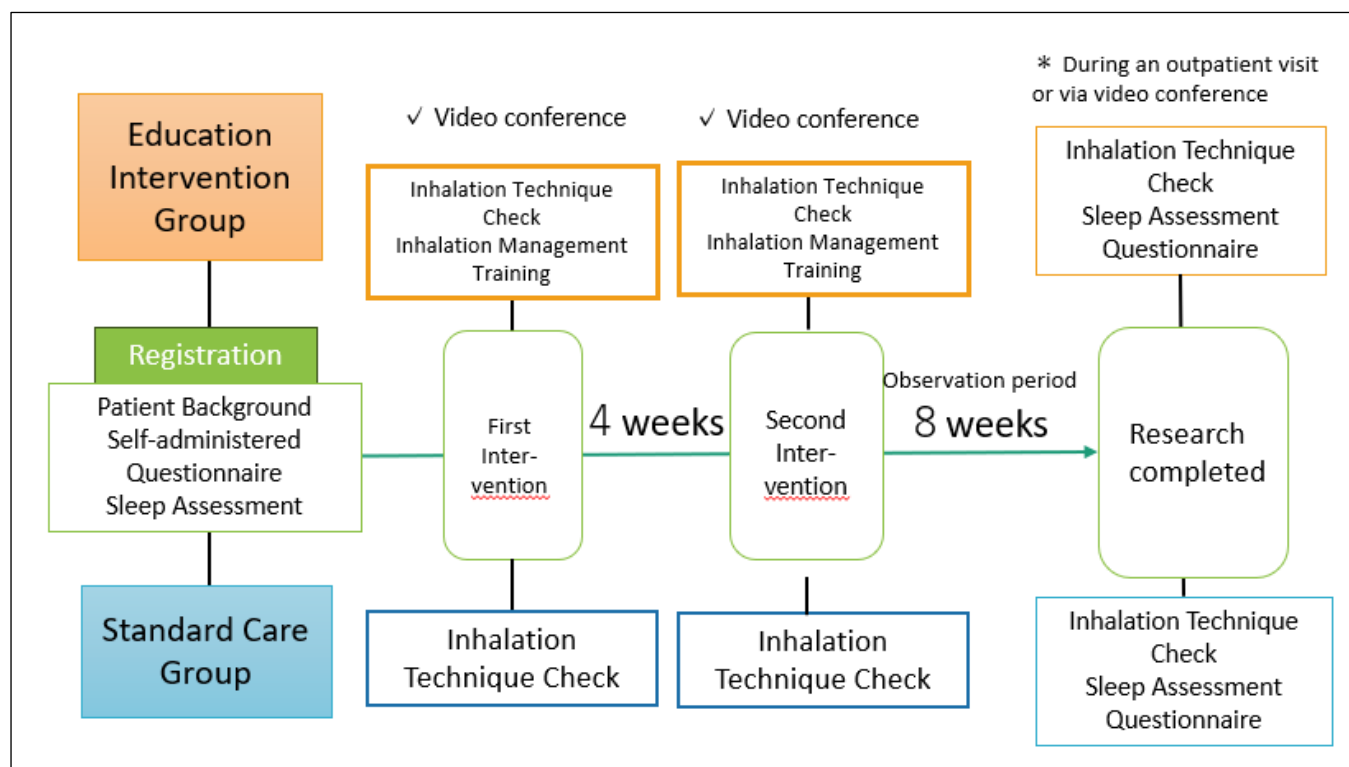 Education
Intervention
Group
Registration
Patient Background
Self-administered
Questionnaire
Sleep Assessment
Standard Care
Group
✓ Video conference
Inhalation Technique
Check
Inhalation Management
Training
First
Inter-
vention
Inhalation
Technique Check
4 weeks
✓ Video conference
Inhalation Technique
Check
Inhalation Management
Training
Second
Inter-
vention
Inhalation
Technique Check
Observation period
8 weeks
* During an outpatient visit
or via video conference
Inhalation Technique
Check
Sleep Assessment
Questionnaire
Research
completed
Inhalation Technique
Check
Sleep Assessment
Questionnaire